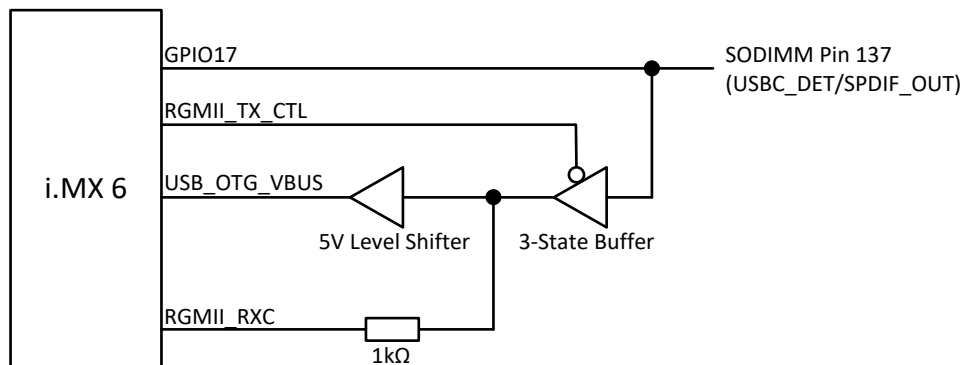 GPIO17
SODIMM Pin 137
(USBC_DET/SPDIF_OUT)
RGMII_TX_CTL
i.MX 6
USB_OTG_VBUS
5V Level Shifter
3-State Buffer
RGMII_RXC
1kΩ